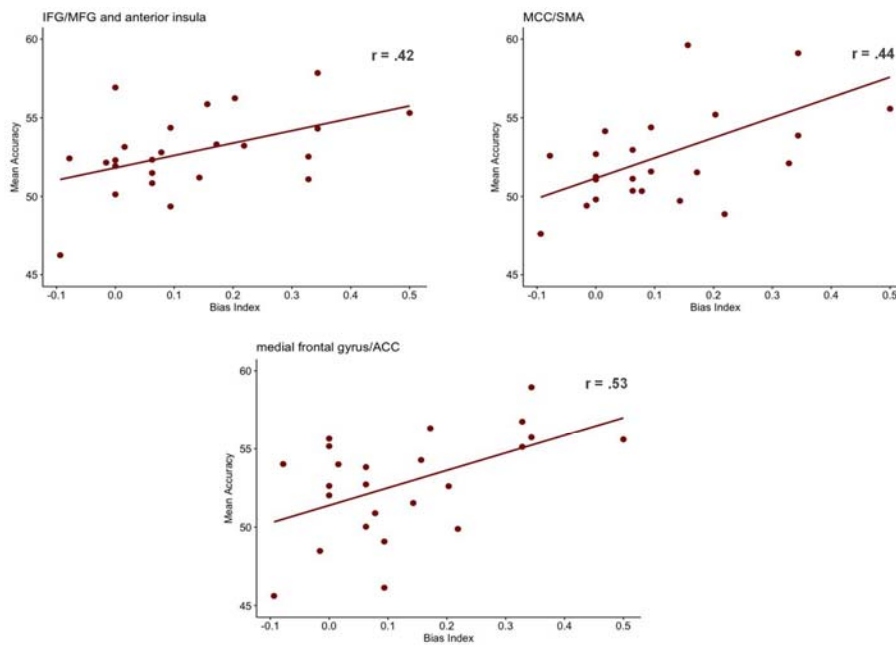 IFG/MFG and anterior insula
r = .42
60
55
50
45
Mean Accuracy
-0.1 0.0 0.1 0.2 0.3 0.4 0.5
Bias Index
MCC/SMA
r = .44
60
55
50
45
Mean Accuracy
-0.1 0.0 0.1 0.2 0.3 0.4 0.5
Bias Index
medial frontal gyrus/ACC
r = .53
60
55
50
45
Mean Accuracy
-0.1 0.0 0.1 0.2 0.3 0.4 0.5
Bias Index